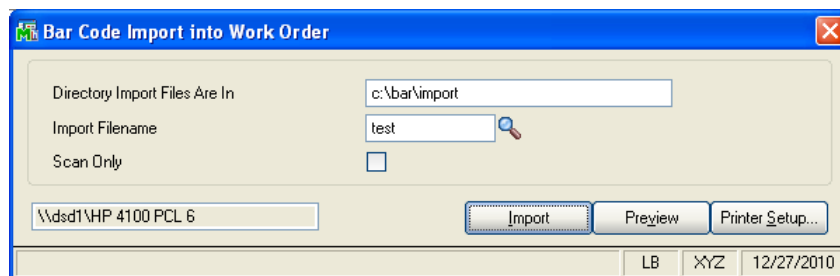 Bar Code Import into Work Order
Directory Import Files Are In c:\bar\import
Import Filename test
Scan Only
\\dsd1\HP 4100 PCL 6 Import Preview Printer Setup...
LB XYZ 12/27/2010